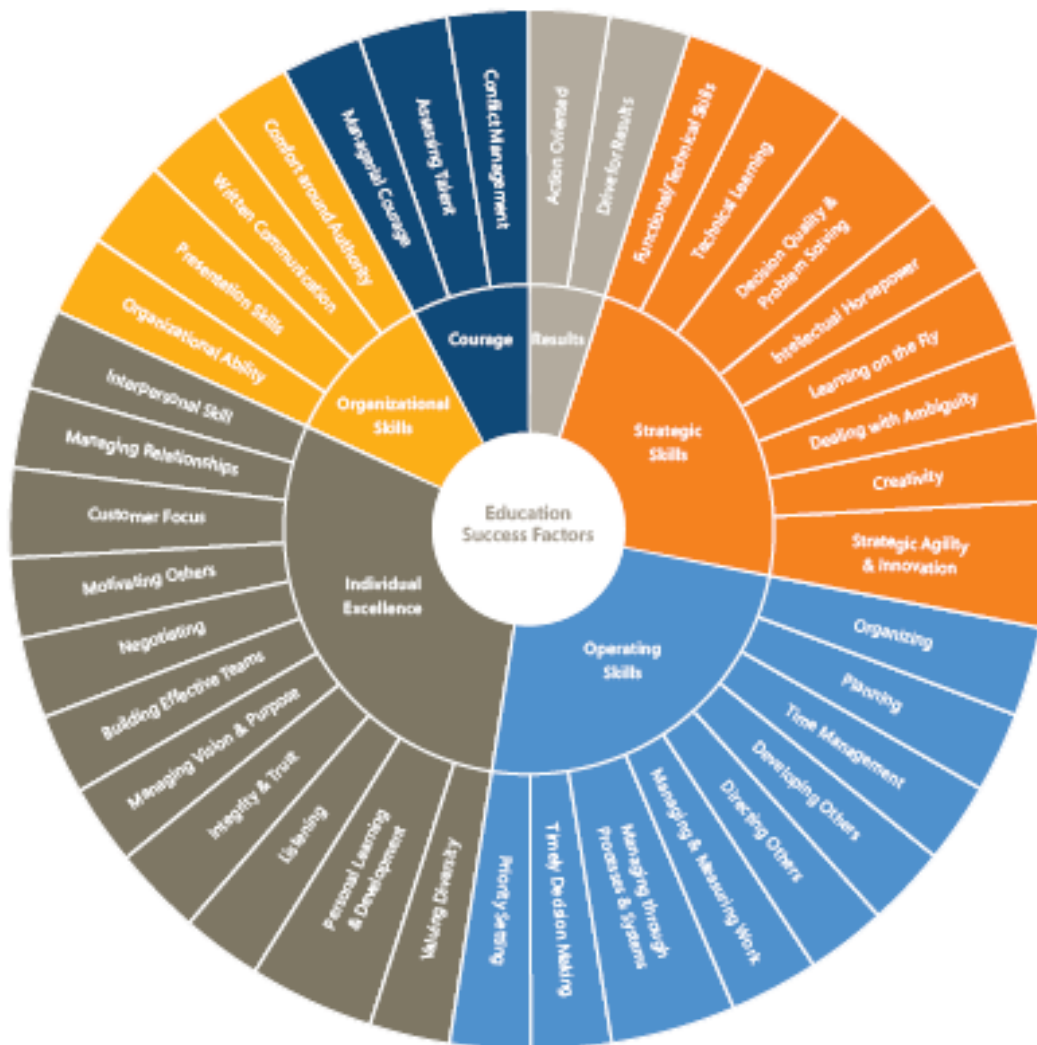 Education
Success Factors
Results
Action Oriented
Drive for Results
Strategic
Skills
Functional/Technical Skills
Technical Learning
Decision Quality &
Problem Solving
Intellectual Horsepower
Learning on the Fly
Dealing with Ambiguity
Creativity
Strategic Agility
& Innovation
Operating
Skills
Organizing
Planning
Time Management
Developing Others
Directing Others
Managing & Measuring Work
Managing through
Processes & Systems
Timely Decision Making
Priority Setting
Individual
Excellence
Valuing Diversity
Personal Learning
& Development
Listening
Integrity & Trust
Managing Vision & Purpose
Building Effective Teams
Negotiating
Motivating Others
Customer Focus
Managing Relationships
Interpersonal Skill
Organizational
Skills
Organizational Ability
Presentation Skills
Written Communication
Comfort around Authority
Courage
Managerial Courage
Assessing Talent
Conflict Management